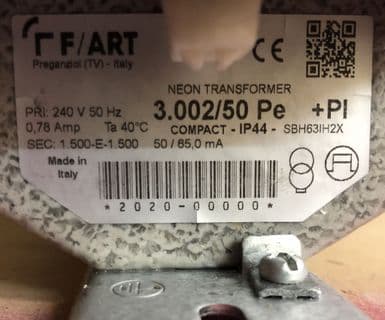 F/ART
Preganziol (TV) - Italy
CE
NEON TRANSFORMER
PRI: 240 V 50 Hz
3.002/50 Pe +PI
0,78 Amp Ta 40°C
COMPACT - IP44 - SBH63IH2X
SEC: 1.500-E-1.500 50 / 65,0 mA
Made in
Italy
*2020-00000*